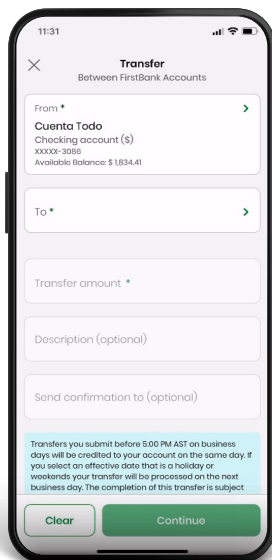 11:31
Transfer
Between FirstBank Accounts
From *
Cuenta Todo
Checking account ($)
XXXXX-3086
Available Balance: $ 1,834.41
To *
Transfer amount *
Description (optional)
Send confirmation to (optional)
Transfers you submit before 5:00 PM AST on business
days will be credited to your account on the same day. If
you select an effective date that is a holiday or
weekends your transfer will be processed on the next
business day. The completion of this transfer is subject
Clear
Continue